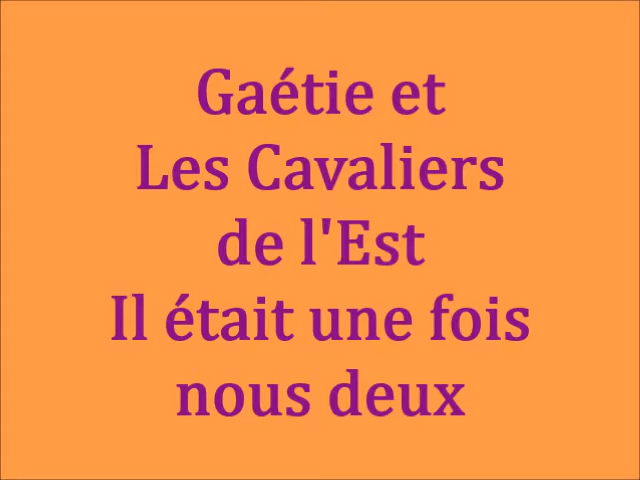 Gaétie et
Les Cavaliers
de l'Est
Il était une fois
nous deux